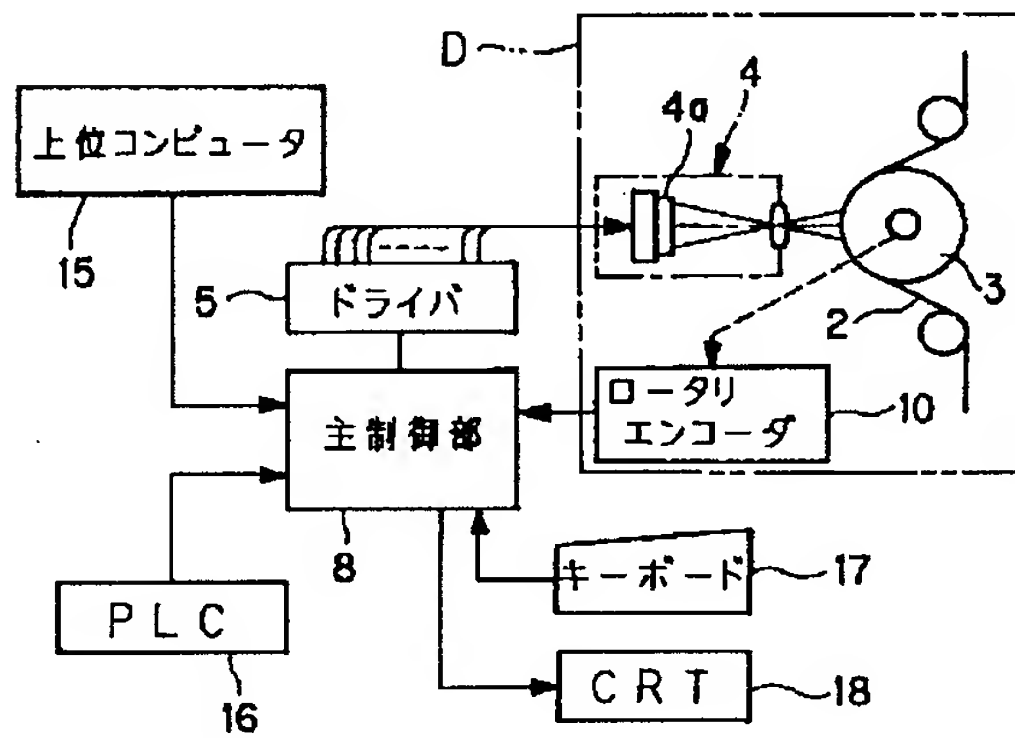 D
4
4a
上位コンピュータ
15
5
ドライバ
2
3
ロータリ
エンコーダ
10
主制御部
8
キーボード
17
PLC
16
CRT
18